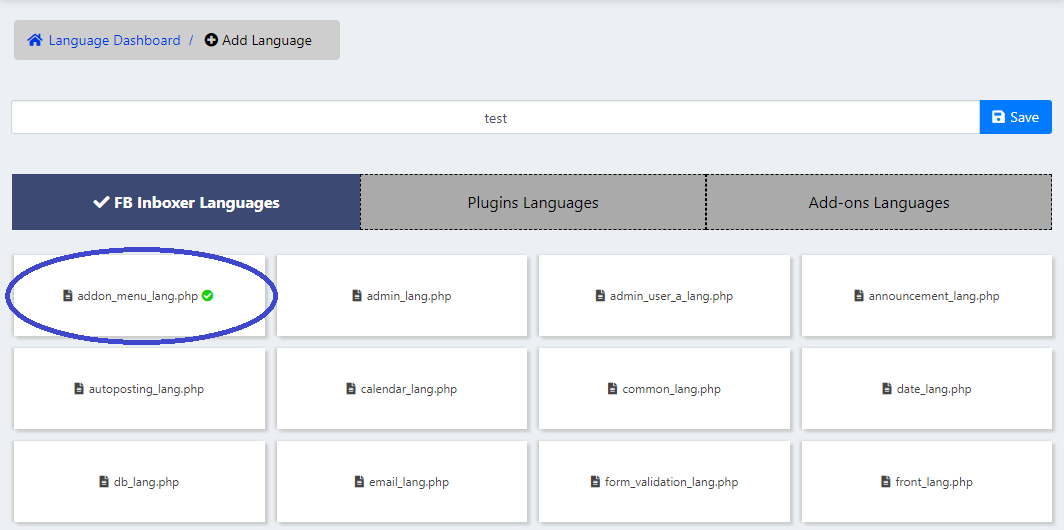 Language Dashboard / Add Language
test
Save
FB Inboxer Languages
Plugins Languages
Add-ons Languages
addon_menu_lang.php
admin_lang.php
admin_user_a_lang.php
announcement_lang.php
autoposting_lang.php
calendar_lang.php
common_lang.php
date_lang.php
db_lang.php
email_lang.php
form_validation_lang.php
front_lang.php